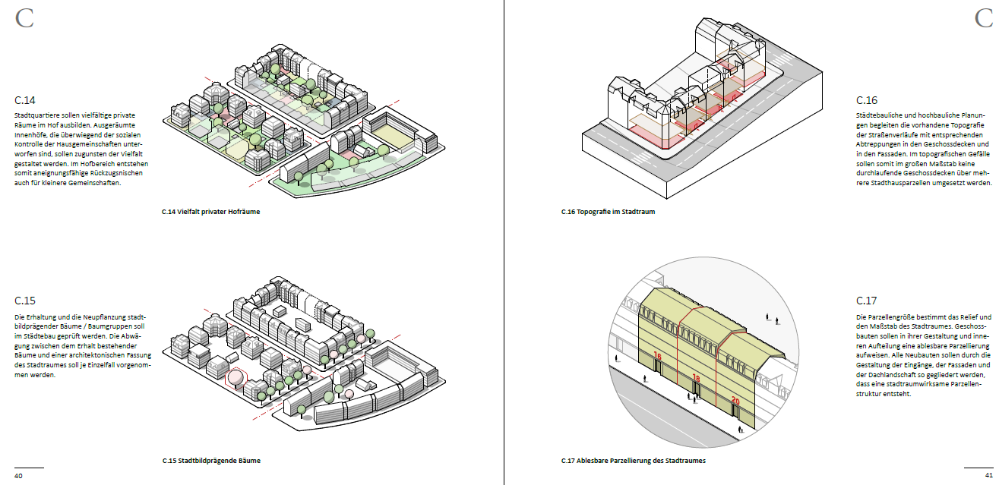 C
C.14
Stadtquartiere sollen vielfältige private
Räume im Hof ausbilden. Ausgeräumte
Innenhöfe, die überwiegend der sozialen
Kontrolle der Hausgemeinschaften unter-
worfen sind, sollen zugunsten der Vielfalt
gestaltet werden. Im Hofbereich entstehen
somit aneignungsfähige Rückzugsnischen
auch für kleinere Gemeinschaften.
C.14 Vielfalt privater Hofräume
C.15
Die Erhaltung und die Neupflanzung stadt-
bildprägender Bäume / Baumgruppen soll
im Städtebau geprüft werden. Die Abwä-
gung zwischen dem Erhalt bestehender
Bäume und einer architektonischen Fassung
des Stadtraumes soll je Einzelfall vorgenom-
men werden.
C.15 Stadtbildprägende Bäume
40
C
C.16
Städtebauliche und hochbauliche Planun-
gen begleiten die vorhandene Topografie
der Straßenverläufe mit entsprechenden
Abtreppungen in den Geschossdecken und
in den Fassaden. Im topografischen Gefälle
sollen somit im großen Maßstab keine
durchlaufende Geschossdecken über meh-
rere Stadthausparzellen umgesetzt werden.
C.16 Topografie im Stadtraum
C.17
Die Parzellengröße bestimmt das Relief und
den Maßstab des Stadtraumes. Geschoss-
bauten sollen in ihrer Gestaltung und inne-
ren Aufteilung eine ablesbare Parzellierung
aufweisen. Alle Neubauten sollen durch die
Gestaltung der Eingänge, der Fassaden und
der Dachlandschaft so gegliedert werden,
dass eine stadtraumwirksame Parzellen-
struktur entsteht.
16
18
20
C.17 Ablesbare Parzellierung des Stadtraumes
41